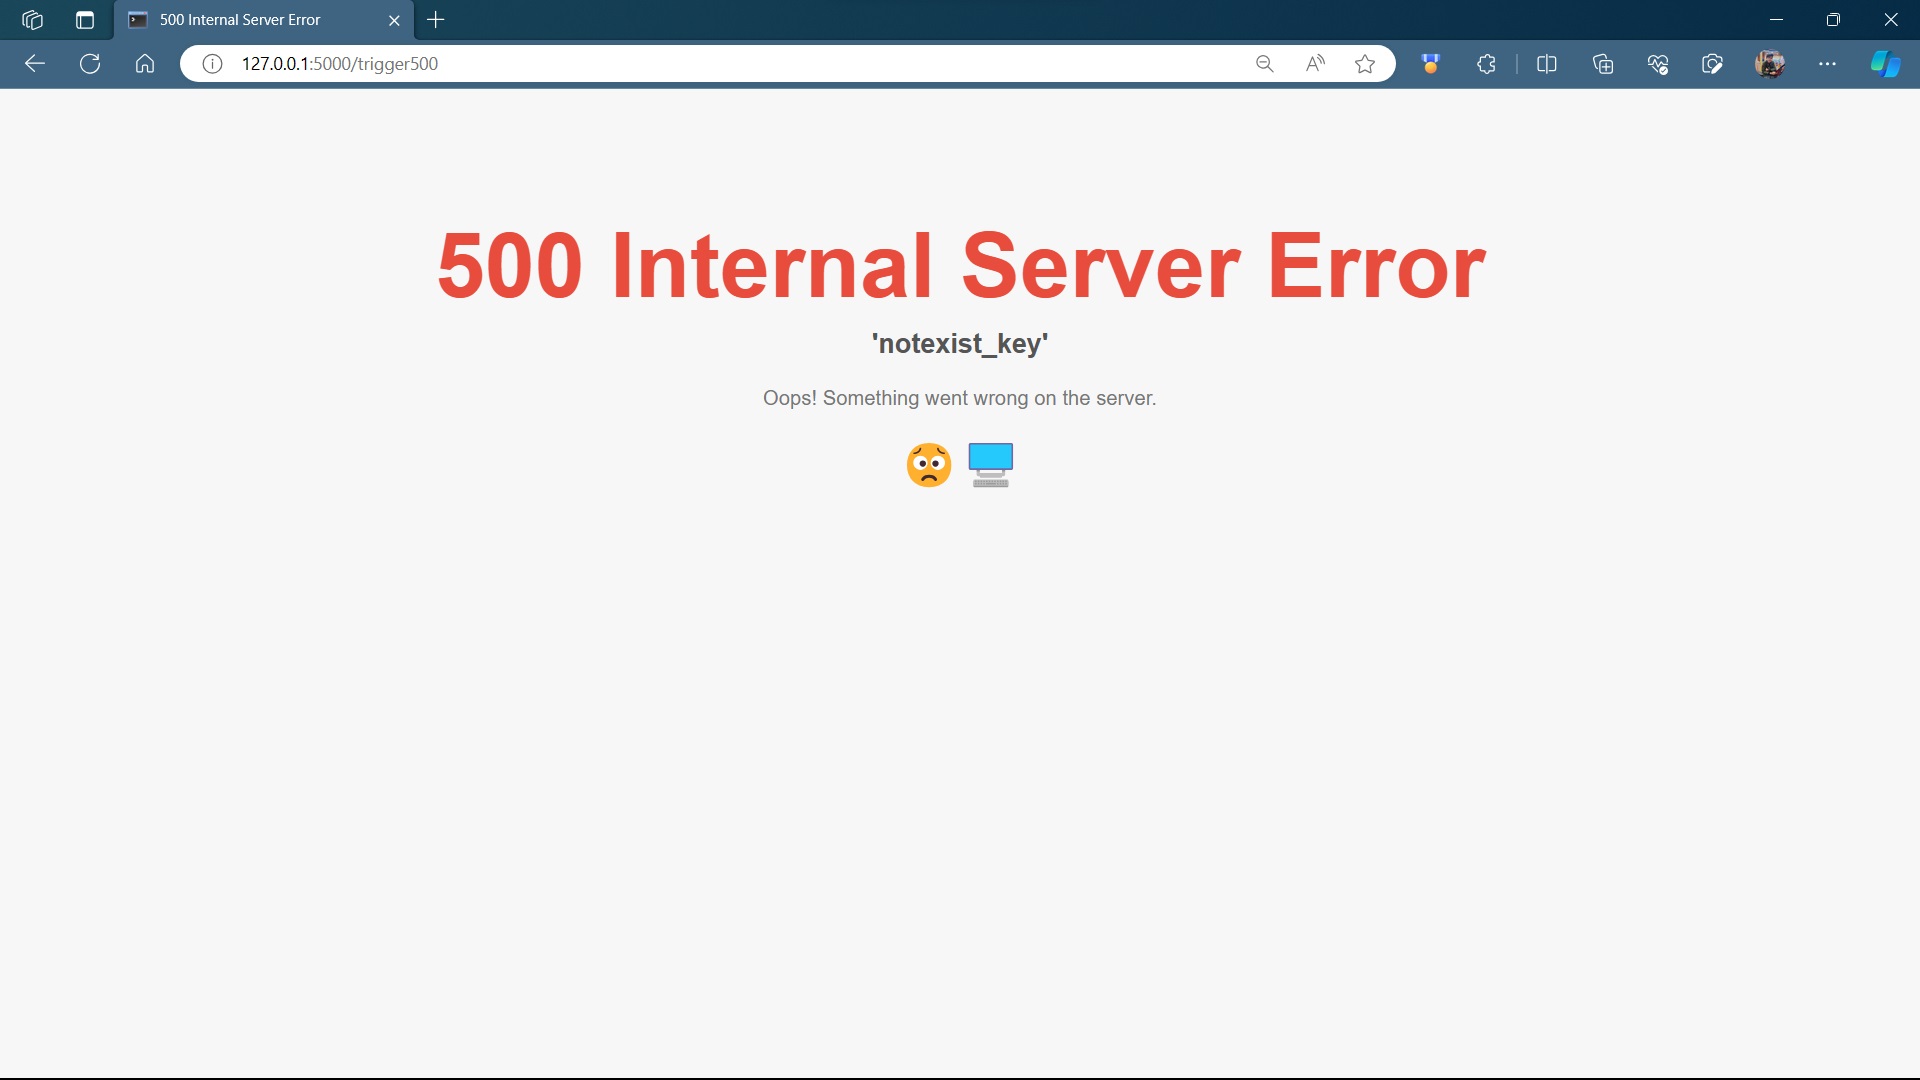 500 Internal Server Error
127.0.0.1:5000/trigger500
500 Internal Server Error
'notexist_key'
Oops! Something went wrong on the server.